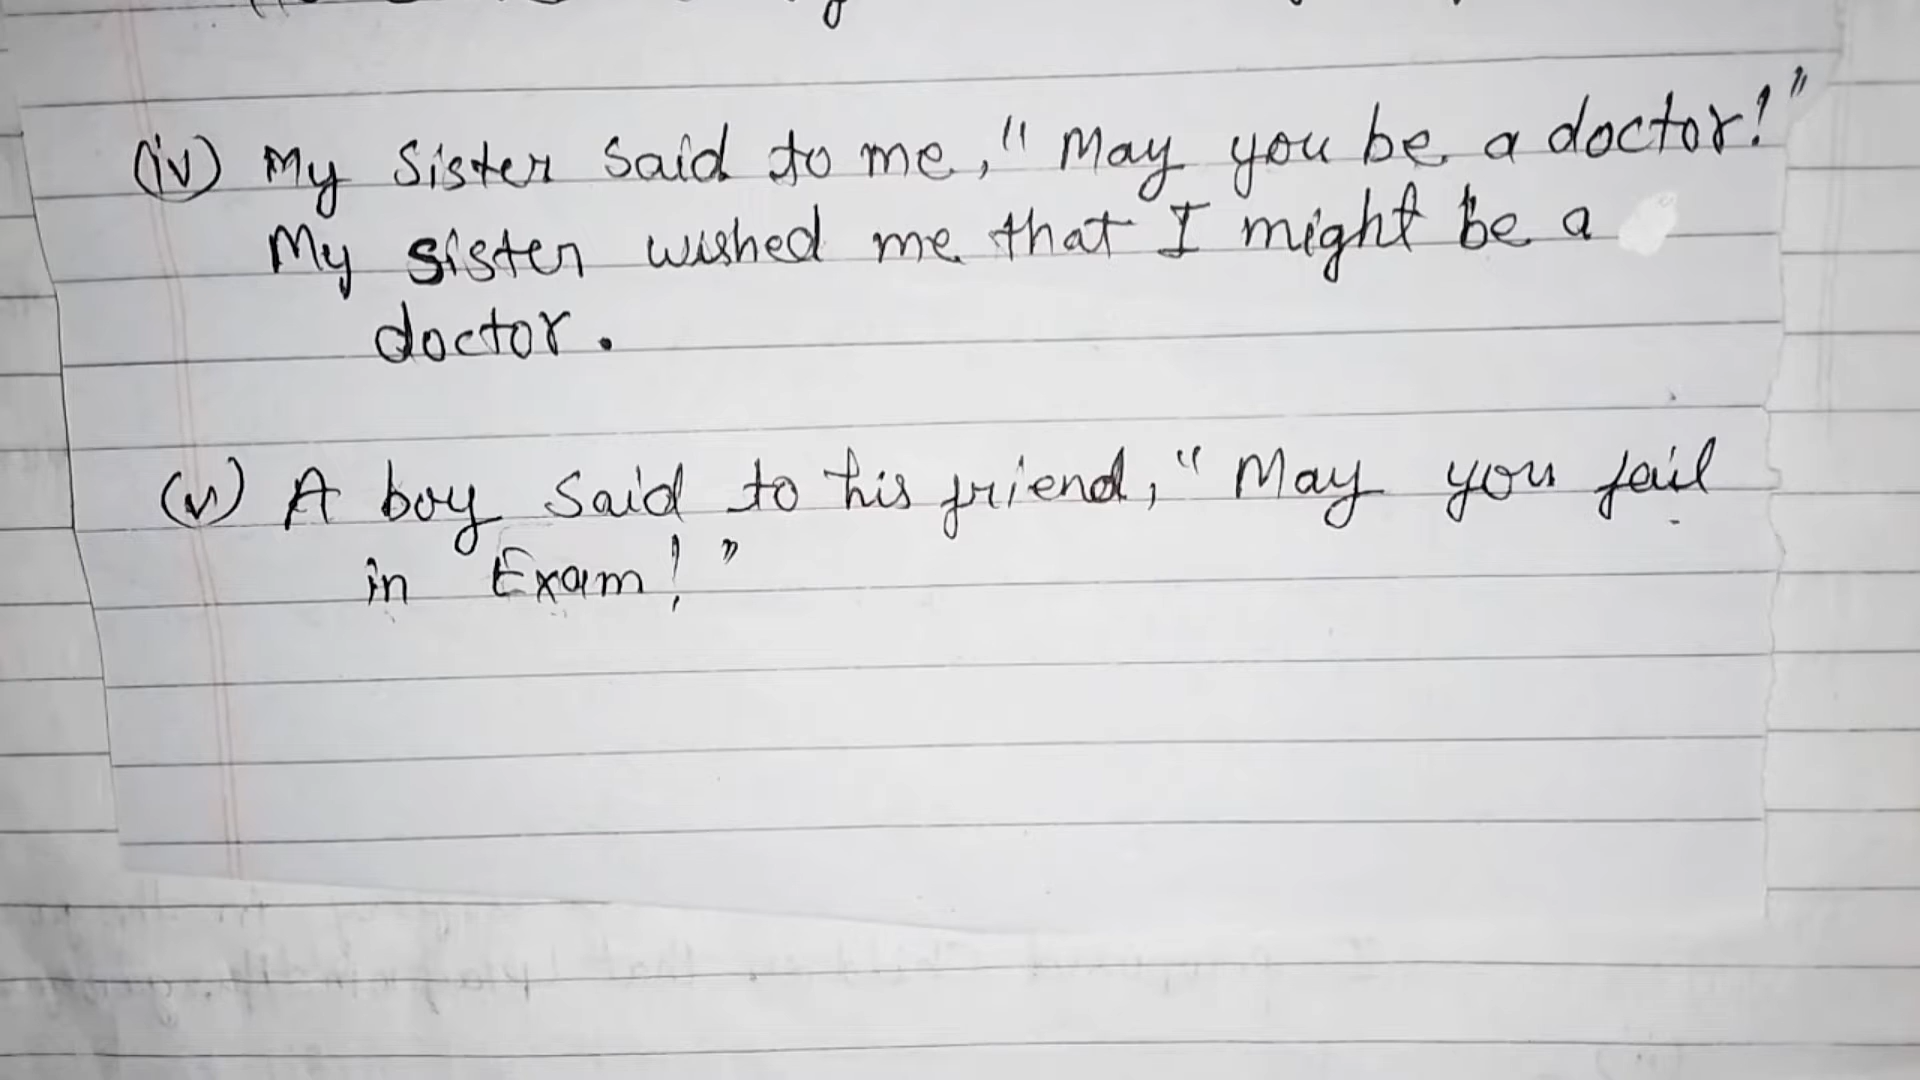 (iv) My Sister Said to me, "May you be a doctor!"
My sister wished me that I might be a
doctor.
(v) A boy Said to his friend, "May you fail
in Exam!"